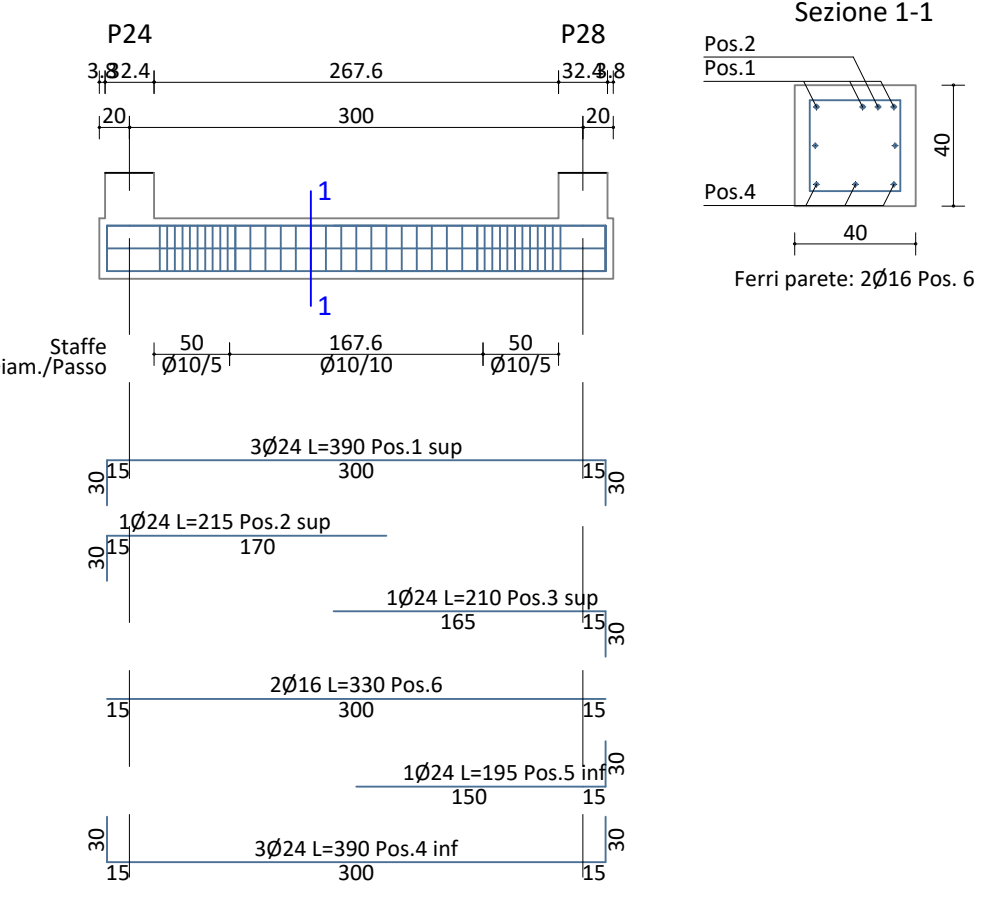 P24 P28
3.8 32.4 267.6 32.4 3.8
20 300 20
1
1
Staffe 50 167.6 50
Diam./Passo Ø10/5 Ø10/10 Ø10/5
3Ø24 L=390 Pos.1 sup
30 15 300 15 30
1Ø24 L=215 Pos.2 sup
30 15 170
1Ø24 L=210 Pos.3 sup
165 15 30
2Ø16 L=330 Pos.6
15 300 15
1Ø24 L=195 Pos.5 inf 30
150 15
30 3Ø24 L=390 Pos.4 inf 30
15 300 15
Sezione 1-1
Pos.2
Pos.1
40
Pos.4
40
Ferri parete: 2Ø16 Pos. 6